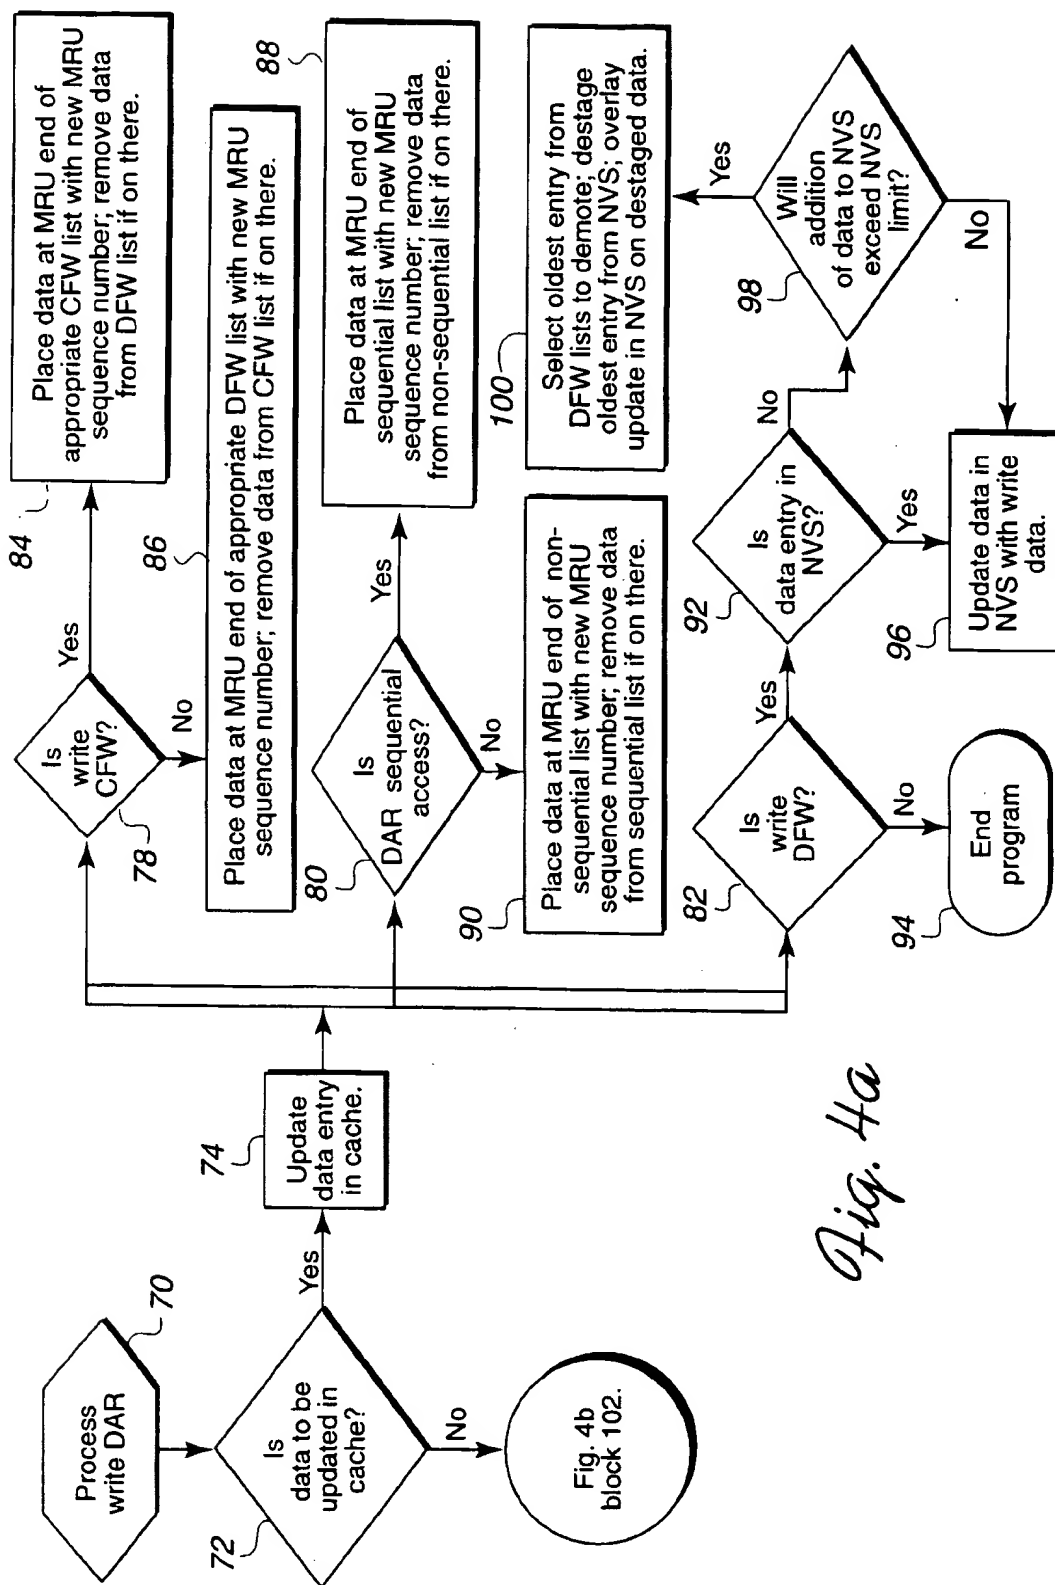 Process
write DAR
70
Is
data to be
updated in
cache?
72
Yes
No
Fig. 4b
block 102.
74
Update
data entry
in cache.
Is
write
CFW?
78
Yes
No
84
Place data at MRU end of
appropriate CFW list with new MRU
sequence number; remove data
from DFW list if on there.
86
Place data at MRU end of appropriate DFW list with new MRU
sequence number; remove data from CFW list if on there.
Is
DAR sequential
access?
80
Yes
No
88
Place data at MRU end of
sequential list with new MRU
sequence number; remove data
from non-sequential list if on there.
90
Place data at MRU end of non-
sequential list with new MRU
sequence number; remove data
from sequential list if on there.
Is
write
DFW?
82
Yes
No
End
program
94
Is
data entry in
NVS?
92
No
Yes
96
Update data in
NVS with write
data.
Will
addition
of data to NVS
exceed NVS
limit?
98
Yes
No
100
Select oldest entry from
DFW lists to demote; destage
oldest entry from NVS; overlay
update in NVS on destaged data.
Fig. 4a